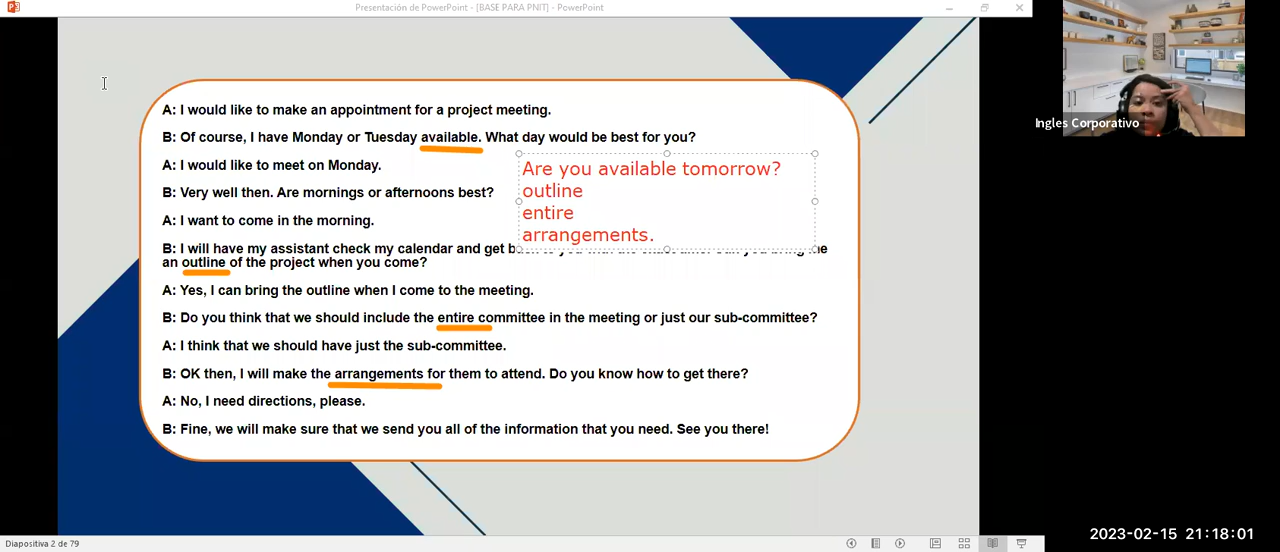 Presentación de PowerPoint - [BASE PARA PNIT] - PowerPoint
A: I would like to make an appointment for a project meeting.
B: Of course, I have Monday or Tuesday available. What day would be best for you?
A: I would like to meet on Monday.
Are you available tomorrow?
outline
entire
arrangements.
B: Very well then. Are mornings or afternoons best?
A: I want to come in the morning.
B: I will have my assistant check my calendar and get
an outline of the project when you come?
A: Yes, I can bring the outline when I come to the meeting.
B: Do you think that we should include the entire committee in the meeting or just our sub-committee?
A: I think that we should have just the sub-committee.
B: OK then, I will make the arrangements for them to attend. Do you know how to get there?
A: No, I need directions, please.
B: Fine, we will make sure that we send you all of the information that you need. See you there!
Ingles Corporativo
Diapositiva 2 de 79
2023-02-15 21:18:01